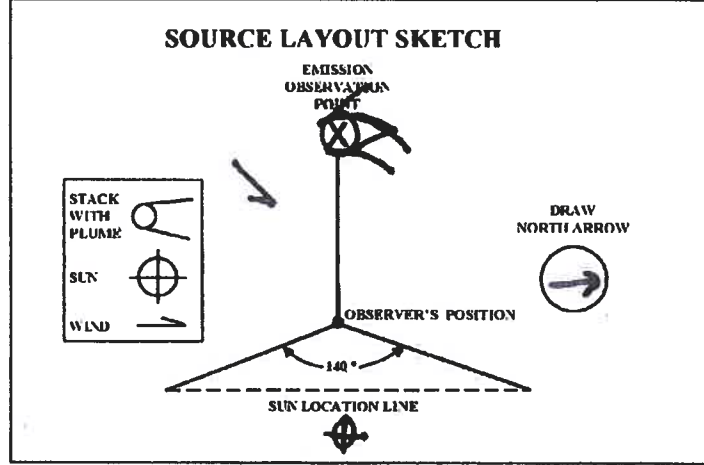 SOURCE LAYOUT SKETCH
EMISSION
OBSERVATION
POINT
X
STACK
WITH
PLUME
SUN
WIND
DRAW
NORTH ARROW
OBSERVER'S POSITION
140°
SUN LOCATION LINE